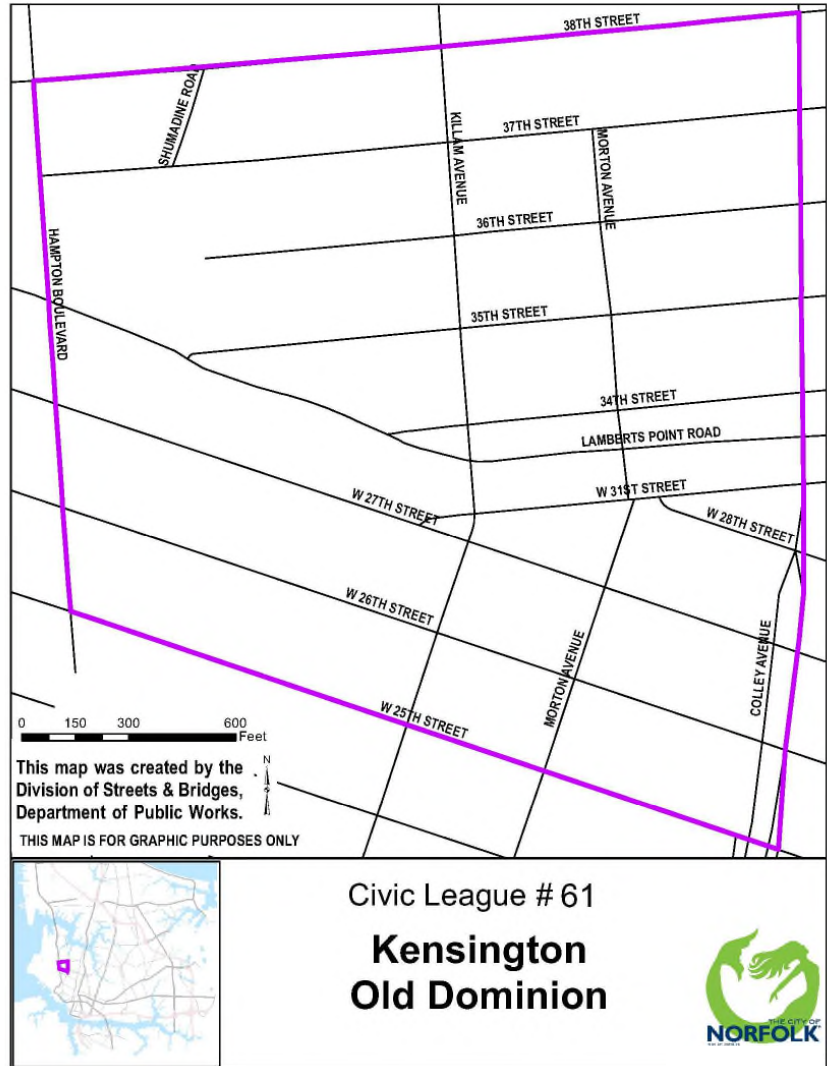 38TH STREET
SHUMADINE ROAD
KILLAM AVENUE
37TH STREET
MORTON AVENUE
36TH STREET
HAMPTON BOULEVARD
35TH STREET
34TH STREET
LAMBERTS POINT ROAD
W 31ST STREET
W 27TH STREET
W 28TH STREET
W 26TH STREET
COLLEY AVENUE
MORTON AVENUE
W 25TH STREET
0 150 300 600
Feet
N
This map was created by the
Division of Streets & Bridges,
Department of Public Works.
THIS MAP IS FOR GRAPHIC PURPOSES ONLY
Civic League # 61
Kensington
Old Dominion
THE CITY OF
NORFOLK